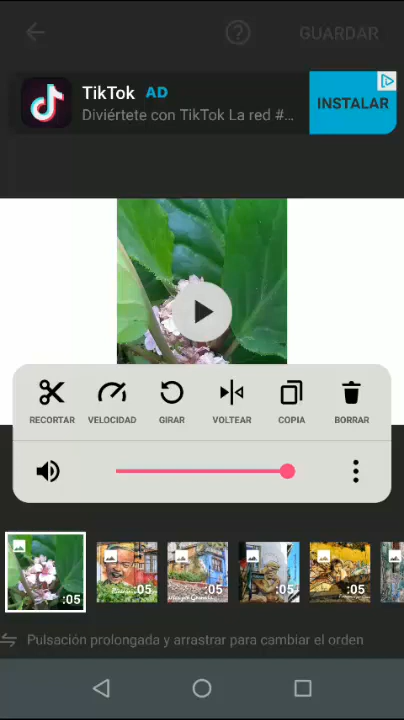 GUARDAR
TikTok AD
Diviértete con TikTok La red #...
INSTALAR
RECORTAR VELOCIDAD GIRAR VOLTEAR COPIA BORRAR
:05 :05 :05 :05 :05
Pulsación prolongada y arrastrar para cambiar el orden